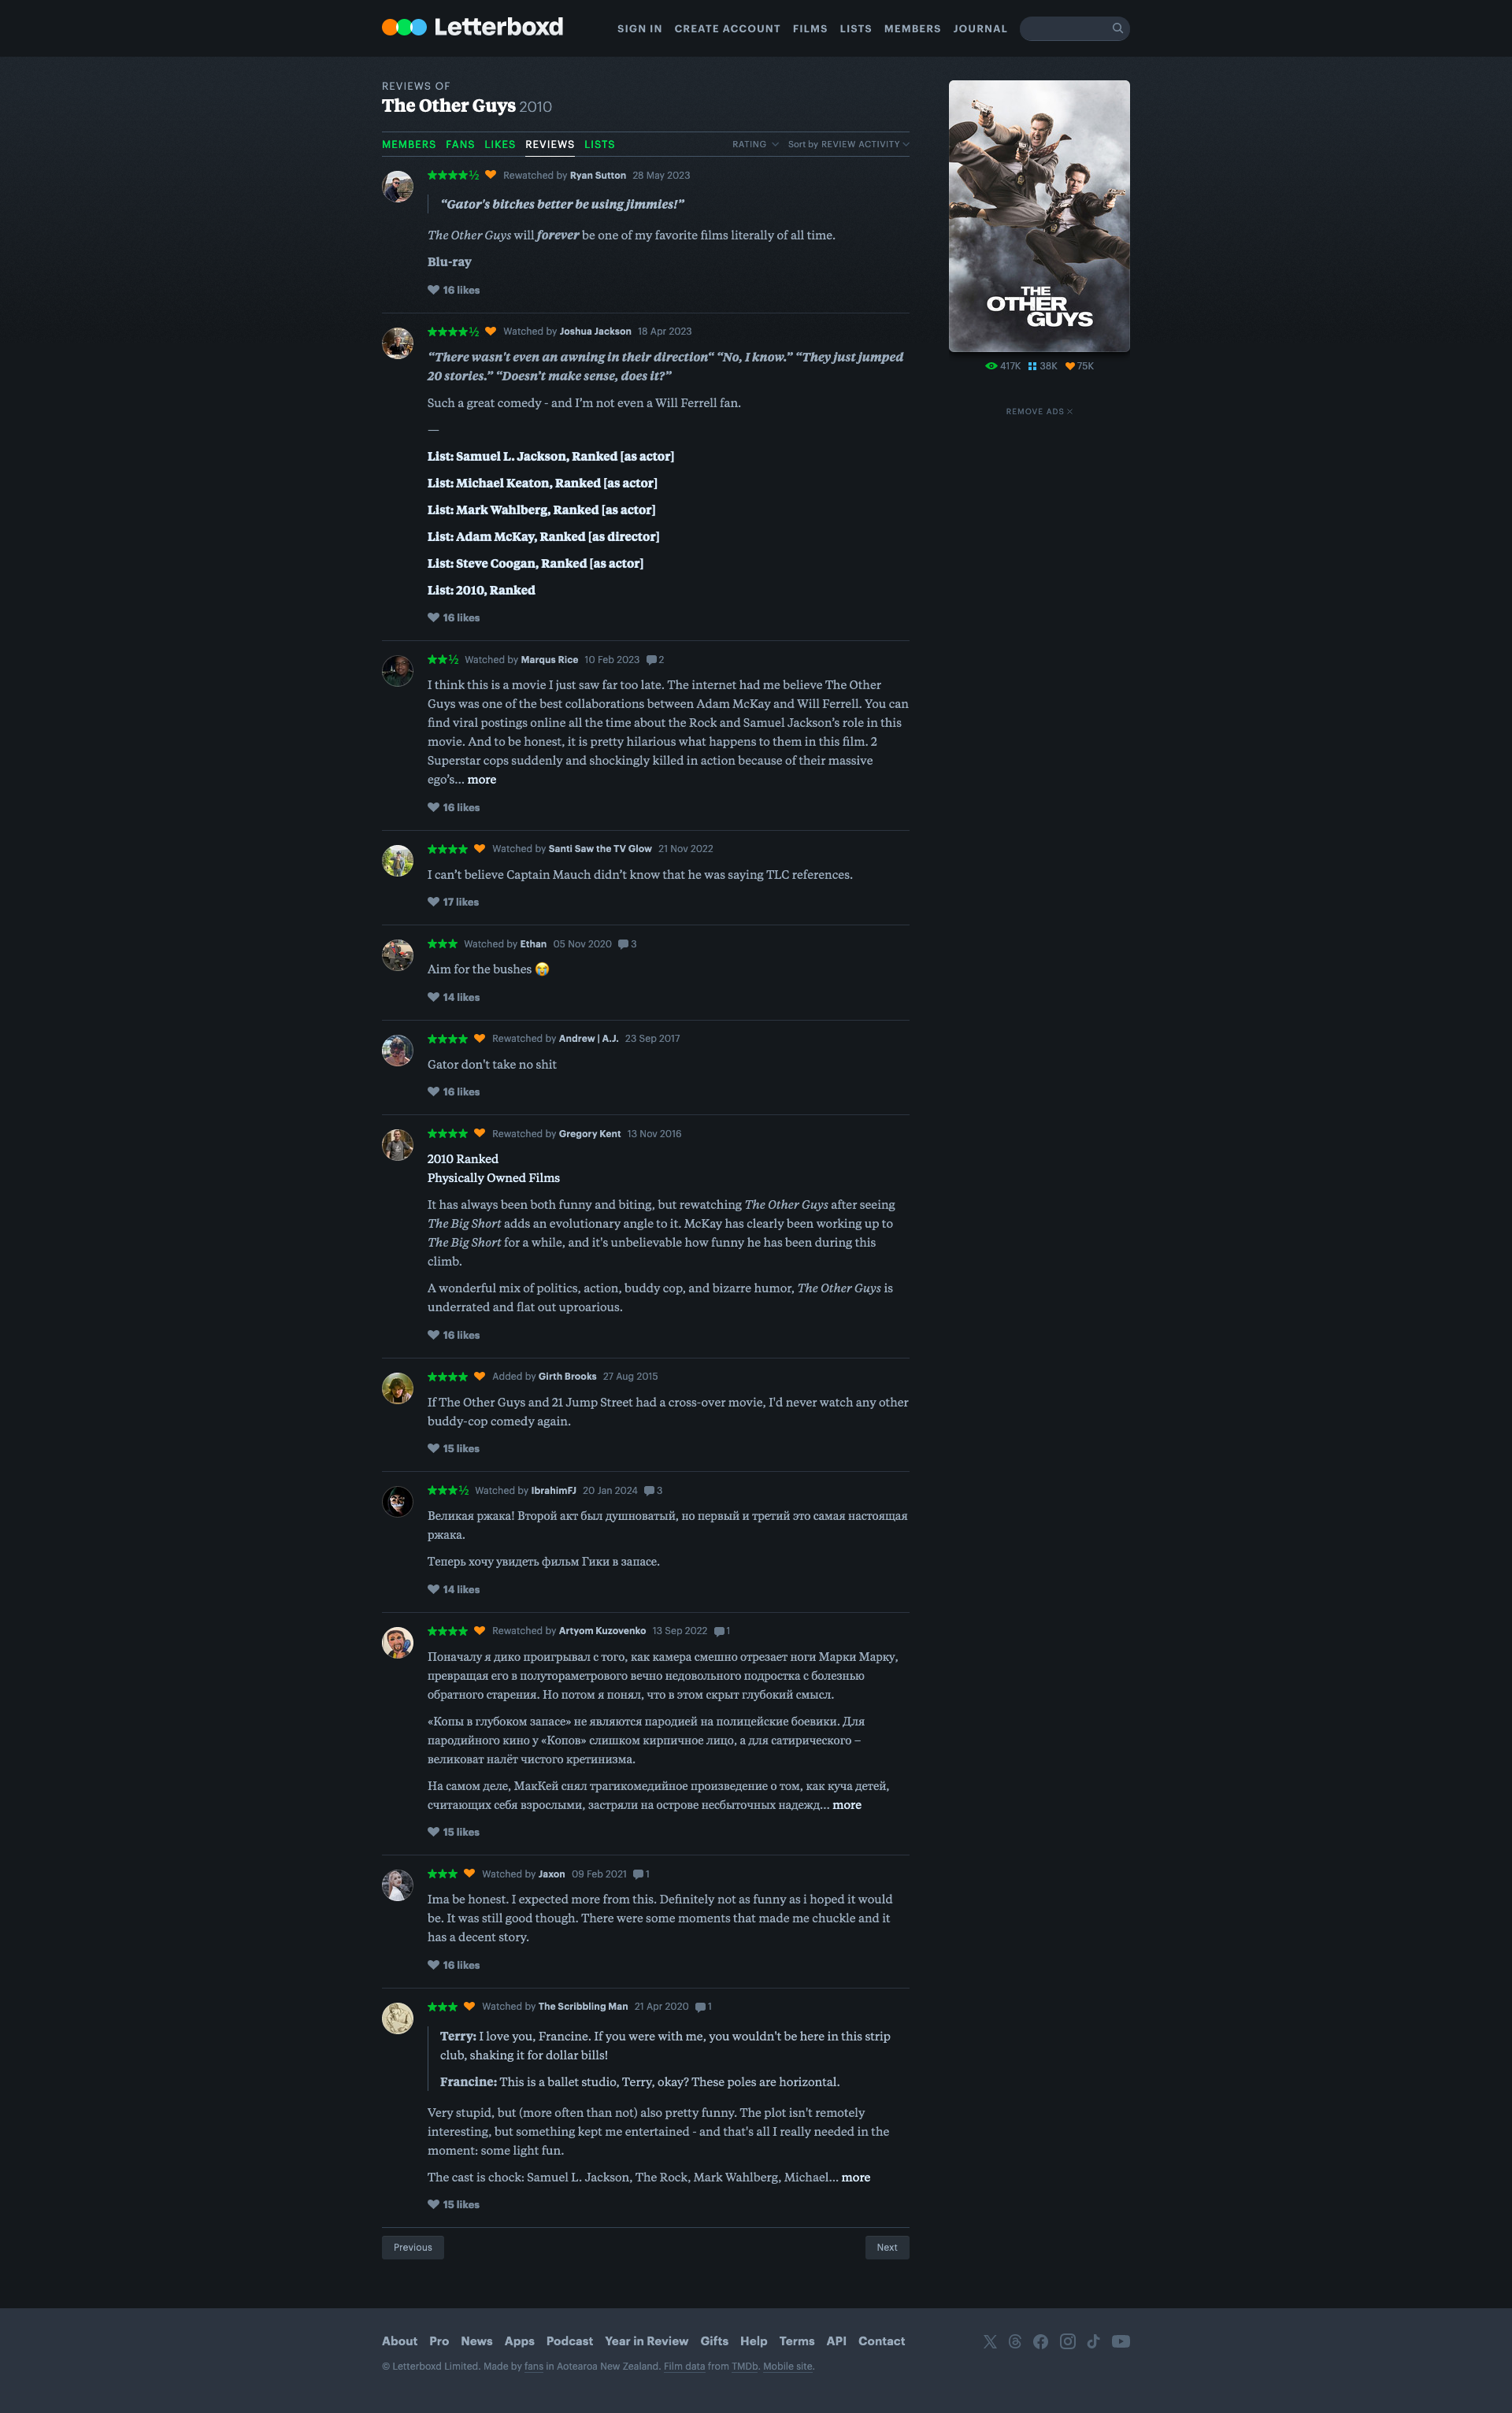 Letterboxd
SIGN IN CREATE ACCOUNT FILMS LISTS MEMBERS JOURNAL
REVIEWS OF
The Other Guys 2010
MEMBERS FANS LIKES REVIEWS LISTS
RATING Sort by REVIEW ACTIVITY
★★★★½ Rewatched by Ryan Sutton 28 May 2023
“Gator's bitches better be using jimmies!”
The Other Guys will forever be one of my favorite films literally of all time.
Blu-ray
16 likes
★★★★½ Watched by Joshua Jackson 18 Apr 2023
“There wasn't even an awning in their direction“ “No, I know.” “They just jumped
20 stories.” “Doesn’t make sense, does it?”
Such a great comedy - and I’m not even a Will Ferrell fan.
—
List: Samuel L. Jackson, Ranked [as actor]
List: Michael Keaton, Ranked [as actor]
List: Mark Wahlberg, Ranked [as actor]
List: Adam McKay, Ranked [as director]
List: Steve Coogan, Ranked [as actor]
List: 2010, Ranked
16 likes
★★½ Watched by Marqus Rice 10 Feb 2023 2
I think this is a movie I just saw far too late. The internet had me believe The Other
Guys was one of the best collaborations between Adam McKay and Will Ferrell. You can
find viral postings online all the time about the Rock and Samuel Jackson’s role in this
movie. And to be honest, it is pretty hilarious what happens to them in this film. 2
Superstar cops suddenly and shockingly killed in action because of their massive
ego’s… more
16 likes
★★★★ Watched by Santi Saw the TV Glow 21 Nov 2022
I can’t believe Captain Mauch didn’t know that he was saying TLC references.
17 likes
★★★ Watched by Ethan 05 Nov 2020 3
Aim for the bushes 😭
14 likes
★★★★ Rewatched by Andrew | A.J. 23 Sep 2017
Gator don't take no shit
16 likes
★★★★ Rewatched by Gregory Kent 13 Nov 2016
2010 Ranked
Physically Owned Films
It has always been both funny and biting, but rewatching The Other Guys after seeing
The Big Short adds an evolutionary angle to it. McKay has clearly been working up to
The Big Short for a while, and it's unbelievable how funny he has been during this
climb.
A wonderful mix of politics, action, buddy cop, and bizarre humor, The Other Guys is
underrated and flat out uproarious.
16 likes
★★★★ Added by Girth Brooks 27 Aug 2015
If The Other Guys and 21 Jump Street had a cross-over movie, I'd never watch any other
buddy-cop comedy again.
15 likes
★★★½ Watched by IbrahimFJ 20 Jan 2024 3
Великая ржака! Второй акт был душноватый, но первый и третий это самая настоящая
ржака.
Теперь хочу увидеть фильм Гики в запасе.
14 likes
★★★★ Rewatched by Artyom Kuzovenko 13 Sep 2022 1
Поначалу я дико проигрывал с того, как камера смешно отрезает ноги Марки Марку,
превращая его в полутораметрового вечно недовольного подростка с болезнью
обратного старения. Но потом я понял, что в этом скрыт глубокий смысл.
«Копы в глубоком запасе» не являются пародией на полицейские боевики. Для
пародийного кино у «Копов» слишком кирпичное лицо, а для сатирического –
великоват налёт чистого кретинизма.
На самом деле, МакКей снял трагикомедийное произведение о том, как куча детей,
считающих себя взрослыми, застряли на острове несбыточных надежд… more
15 likes
★★★ Watched by Jaxon 09 Feb 2021 1
Ima be honest. I expected more from this. Definitely not as funny as i hoped it would
be. It was still good though. There were some moments that made me chuckle and it
has a decent story.
16 likes
★★★ Watched by The Scribbling Man 21 Apr 2020 1
Terry: I love you, Francine. If you were with me, you wouldn't be here in this strip
club, shaking it for dollar bills!
Francine: This is a ballet studio, Terry, okay? These poles are horizontal.
Very stupid, but (more often than not) also pretty funny. The plot isn't remotely
interesting, but something kept me entertained - and that's all I really needed in the
moment: some light fun.
The cast is chock: Samuel L. Jackson, The Rock, Mark Wahlberg, Michael… more
15 likes
Previous Next
THE
OTHER
GUYS
417K 38K 75K
REMOVE ADS
About Pro News Apps Podcast Year in Review Gifts Help Terms API Contact
© Letterboxd Limited. Made by fans in Aotearoa New Zealand. Film data from TMDb. Mobile site.